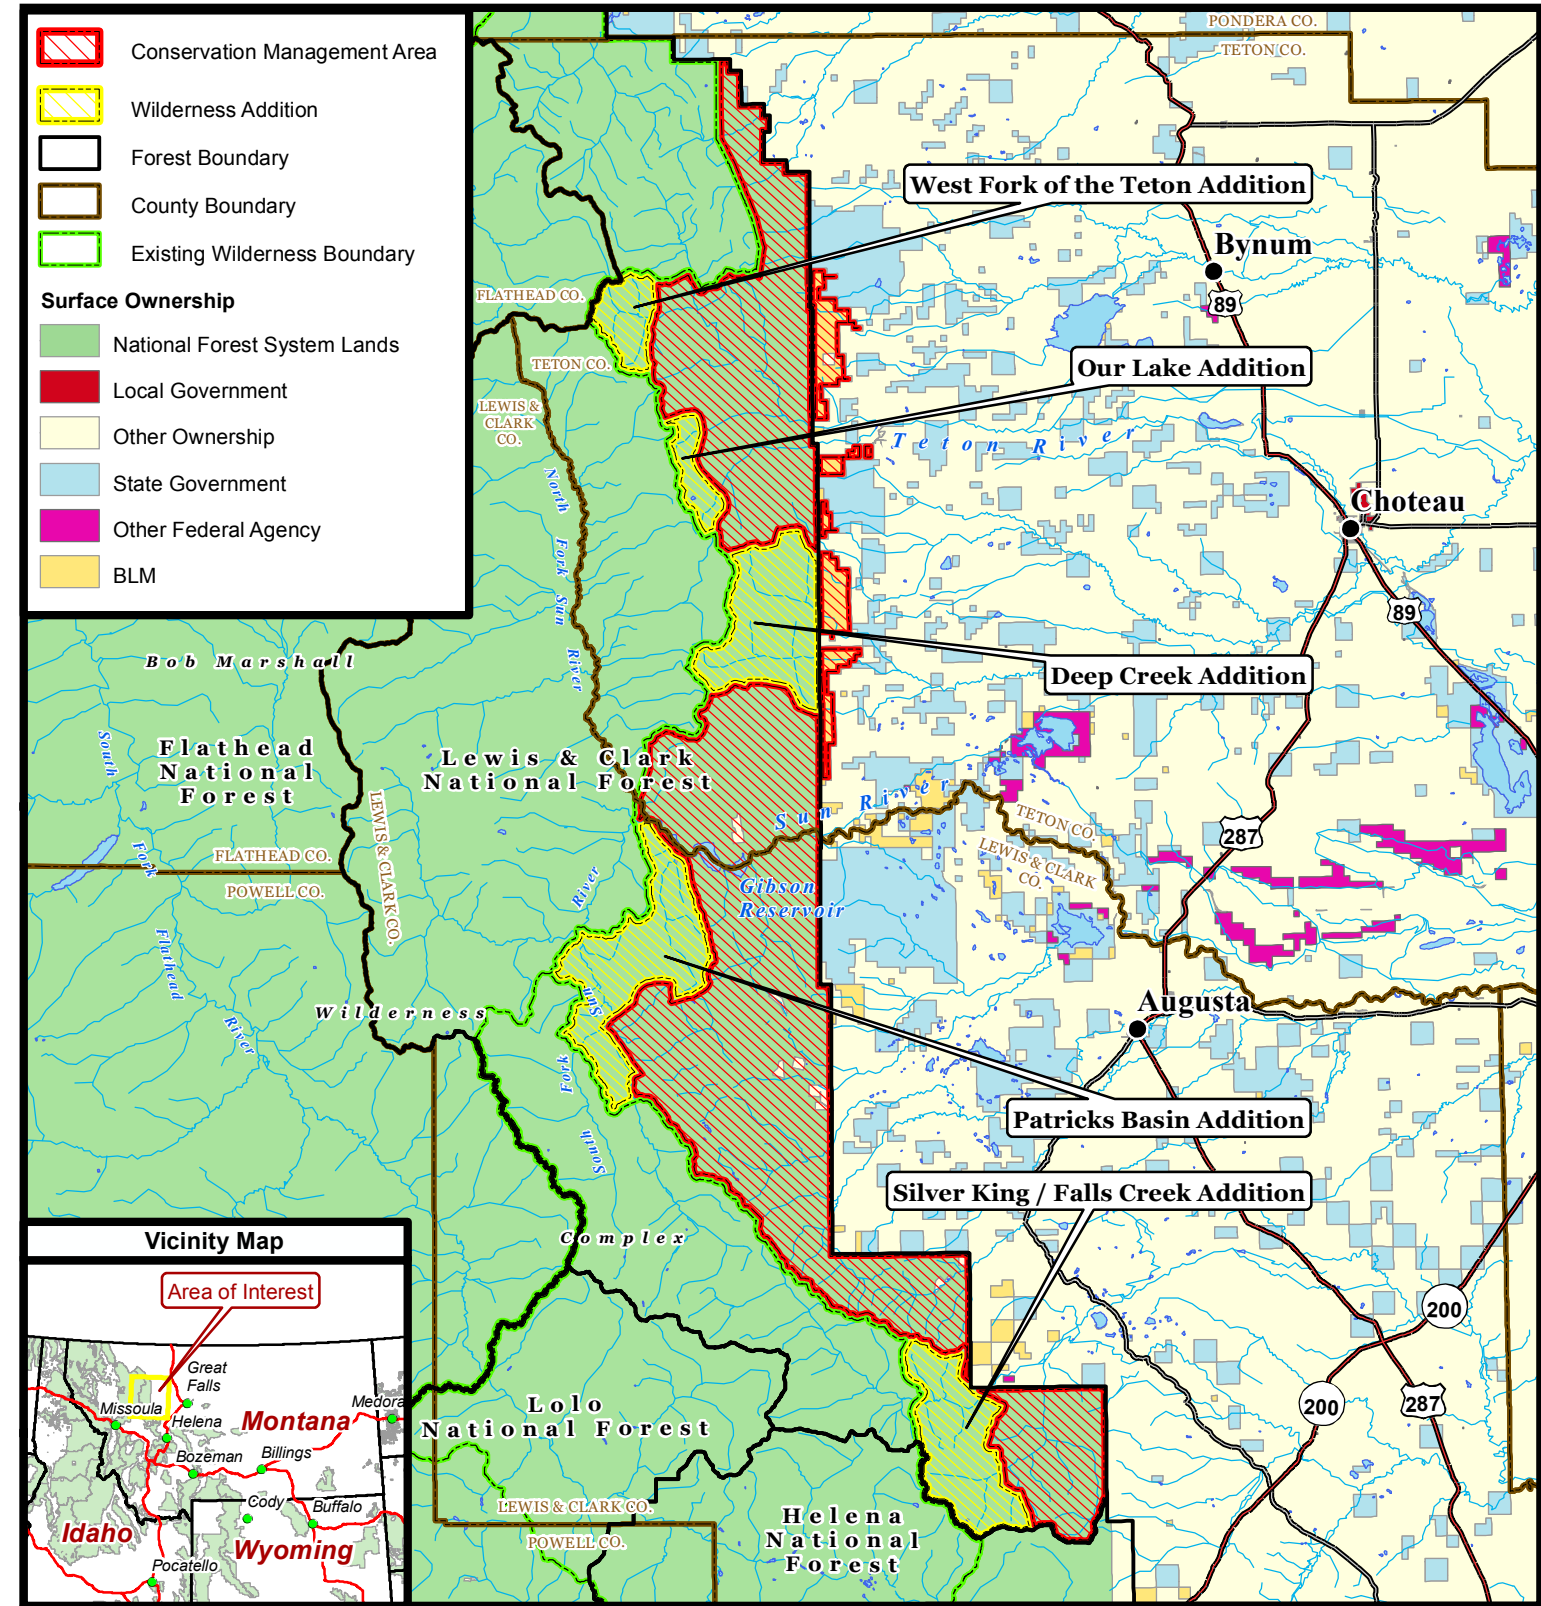 Conservation Management Area
Wilderness Addition
Forest Boundary
County Boundary
Existing Wilderness Boundary
Surface Ownership
National Forest System Lands
Local Government
Other Ownership
State Government
Other Federal Agency
BLM
PONDERA CO.
TETON CO.
West Fork of the Teton Addition
Bynum
89
FLATHEAD CO.
TETON CO.
LEWIS &
CLARK
CO.
Our Lake Addition
Teton River
North Fork Sun River
Choteau
89
Bob Marshall
Deep Creek Addition
South Fork Flathead River
Flathead
National
Forest
Lewis & Clark
National Forest
Sun River
TETON CO.
LEWIS & CLARK
CO.
287
LEWIS & CLARK CO.
FLATHEAD CO.
POWELL CO.
Gibson
Reservoir
South Fork Sun River
Wilderness
Augusta
Patricks Basin Addition
Silver King / Falls Creek Addition
Complex
200
200
287
Lolo
National Forest
LEWIS & CLARK CO.
POWELL CO.
Helena
National
Forest
Vicinity Map
Area of Interest
Great
Falls
Missoula
Helena
Montana
Medora
Bozeman
Billings
Cody
Buffalo
Idaho
Wyoming
Pocatello